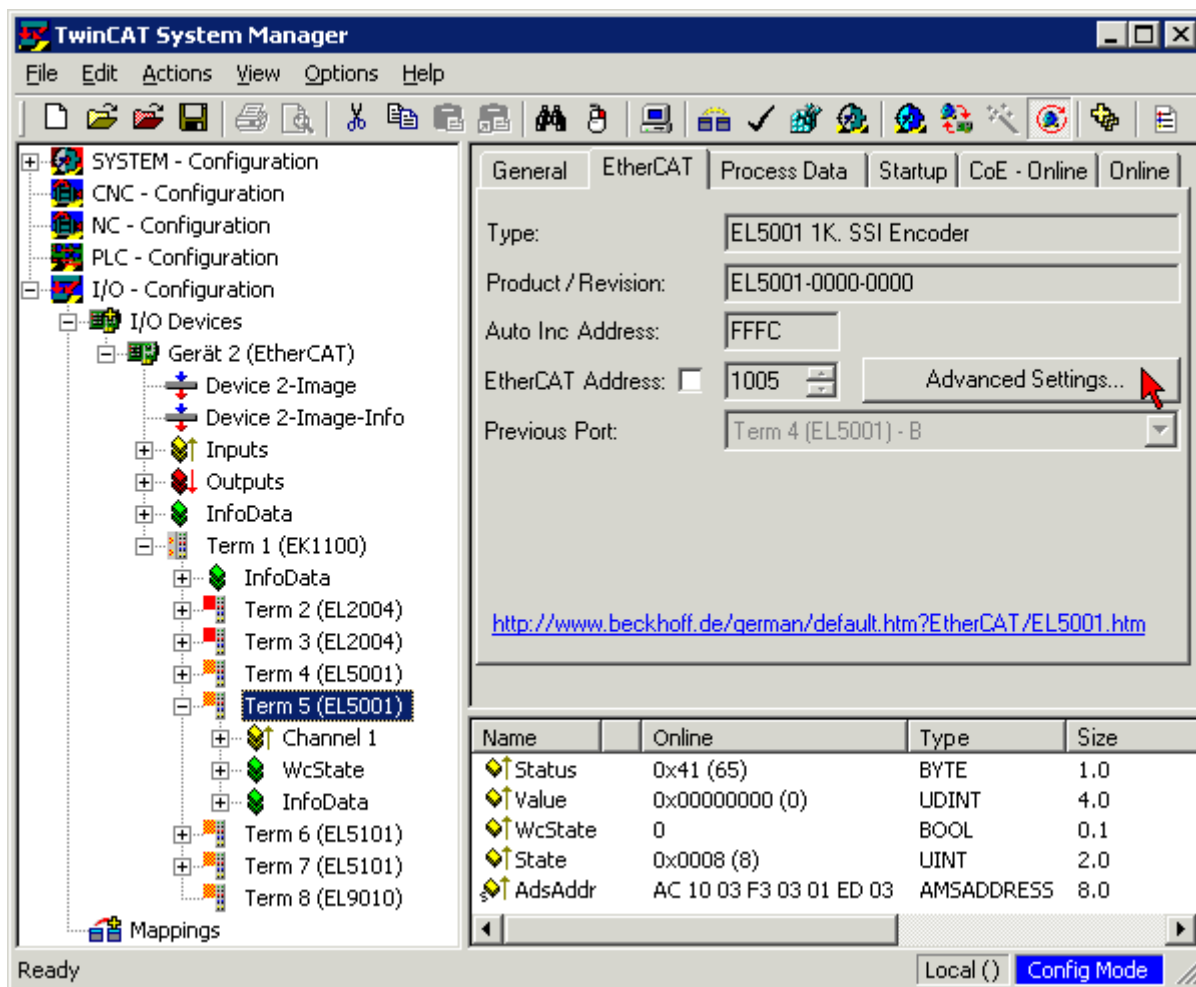 TwinCAT System Manager
File Edit Actions View Options Help
SYSTEM - Configuration
CNC - Configuration
NC - Configuration
PLC - Configuration
I/O - Configuration
I/O Devices
Gerät 2 (EtherCAT)
Device 2-Image
Device 2-Image-Info
Inputs
Outputs
InfoData
Term 1 (EK1100)
InfoData
Term 2 (EL2004)
Term 3 (EL2004)
Term 4 (EL5001)
Term 5 (EL5001)
Channel 1
WcState
InfoData
Term 6 (EL5101)
Term 7 (EL5101)
Term 8 (EL9010)
Mappings
General EtherCAT Process Data Startup CoE - Online Online
Type: EL5001 1K. SSI Encoder
Product / Revision: EL5001-0000-0000
Auto Inc Address: FFFC
EtherCAT Address: 1005 Advanced Settings...
Previous Port: Term 4 (EL5001) - B
http://www.beckhoff.de/german/default.htm?EtherCAT/EL5001.htm
Name Online Type Size
Status 0x41 (65) BYTE 1.0
Value 0x00000000 (0) UDINT 4.0
WcState 0 BOOL 0.1
State 0x0008 (8) UINT 2.0
AdsAddr AC 10 03 F3 03 01 ED 03 AMSADDRESS 8.0
Ready Local () Config Mode